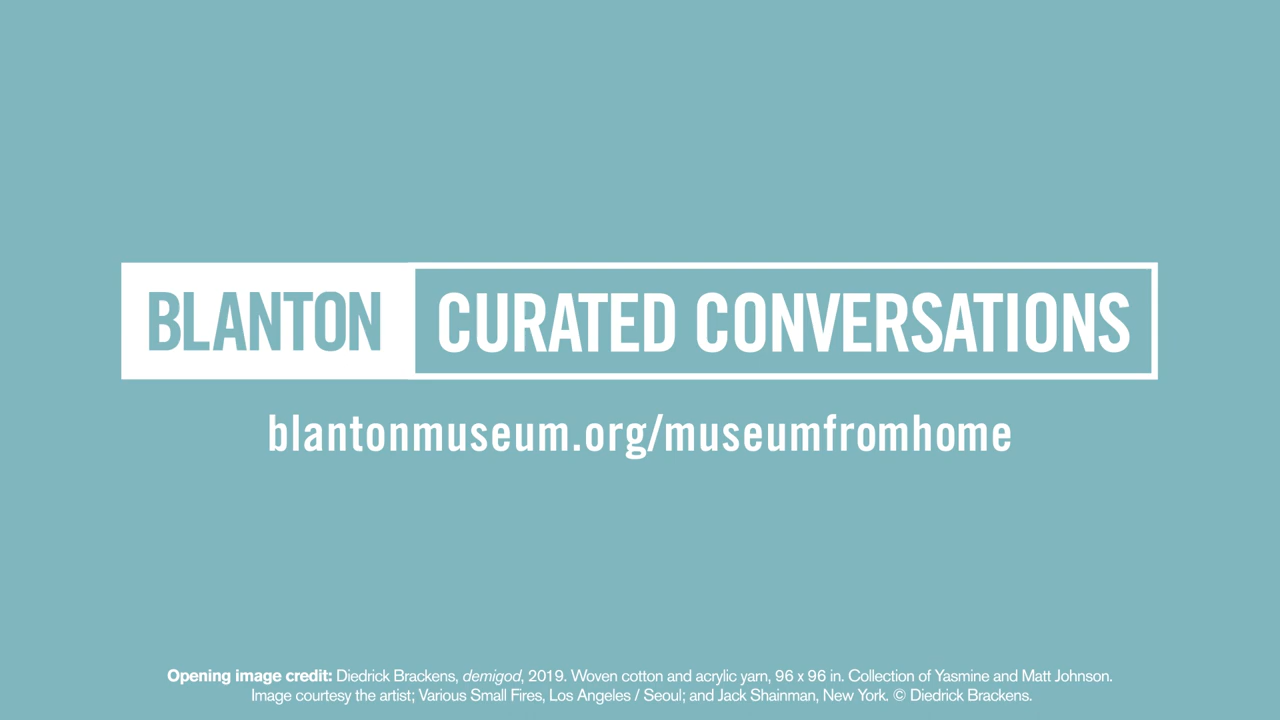 BLANTON CURATED CONVERSATIONS
blantonmuseum.org/museumfromhome
Opening image credit: Diedrick Brackens, demigod, 2019. Woven cotton and acrylic yarn, 96 x 96 in. Collection of Yasmine and Matt Johnson.
Image courtesy the artist; Various Small Fires, Los Angeles / Seoul; and Jack Shainman, New York. © Diedrick Brackens.